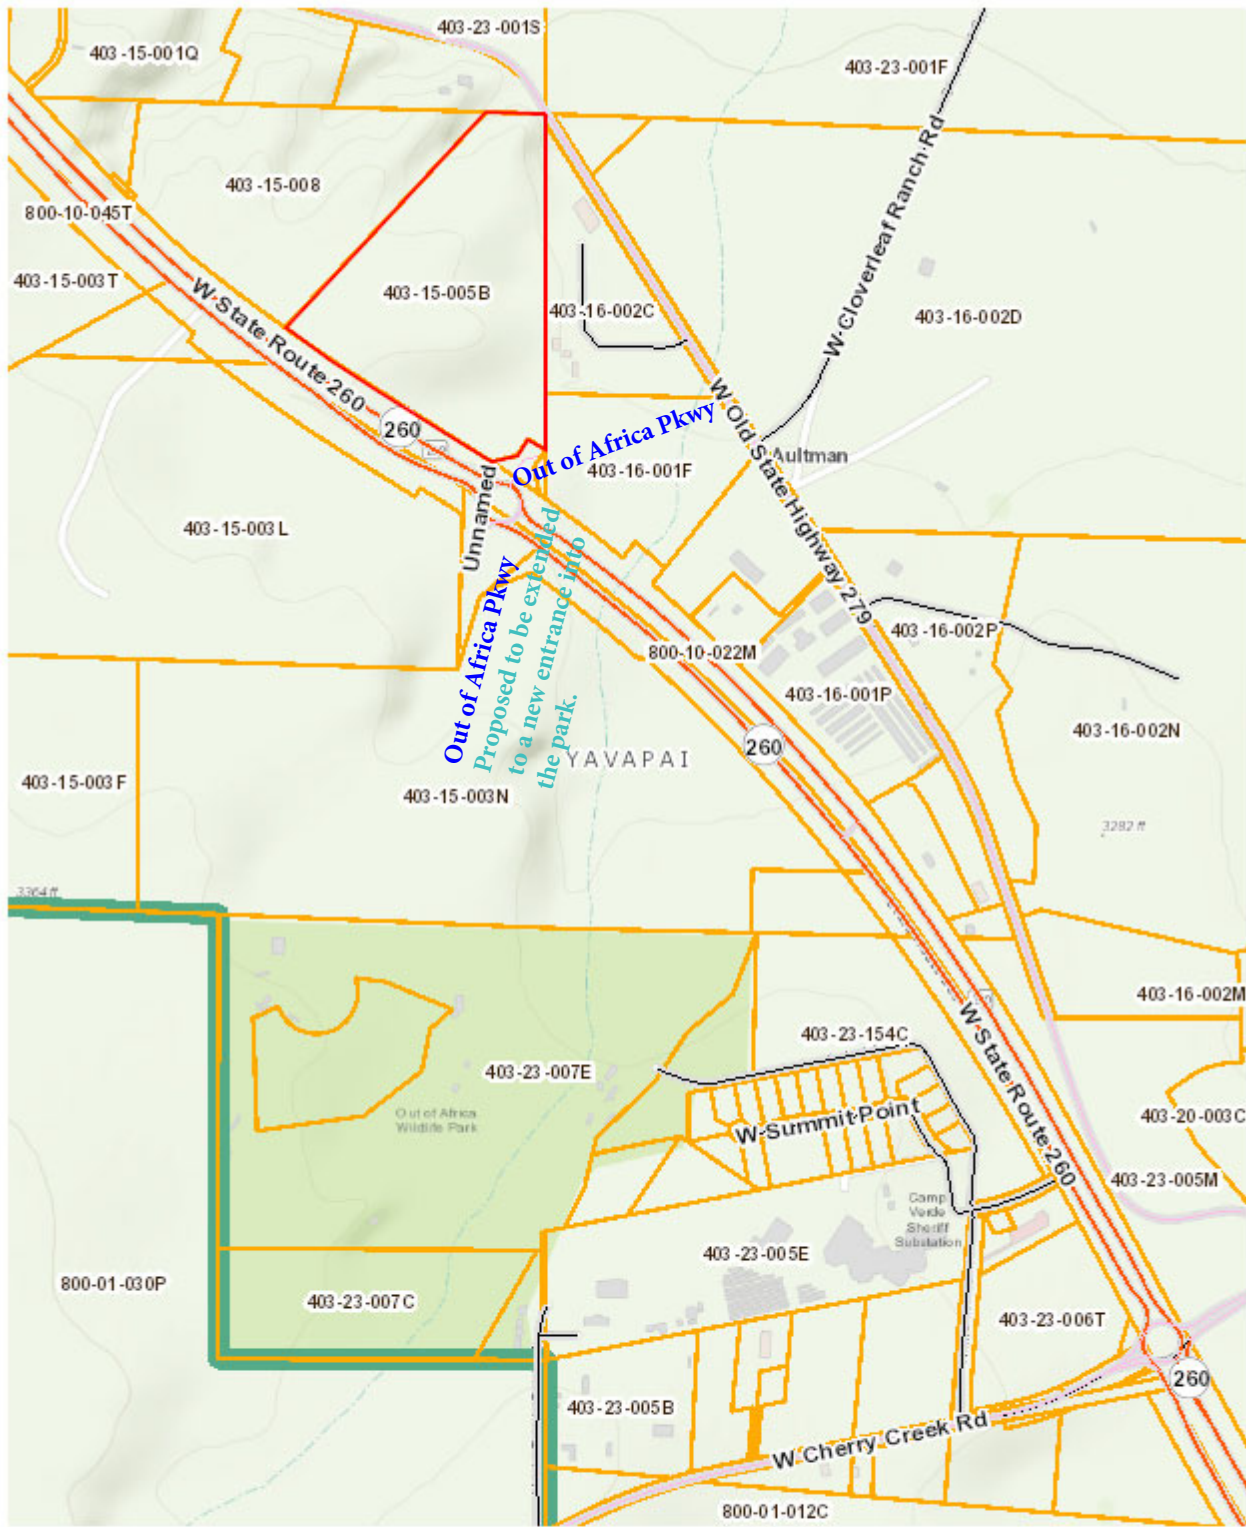 403-23-001S
403-15-001Q
403-23-001F
W Cloverleaf Ranch Rd
403-15-008
800-10-045T
403-15-003T
W State Route 260
403-15-005B
403-16-002C
403-16-002D
260
Out of Africa Pkwy
W Old State Highway 279
Aultman
403-16-001F
Unnamed
403-15-003L
Out of Africa Pkwy
Proposed to be extended
to a new entrance into
the park.
403-16-002P
800-10-022M
403-16-001P
403-16-002N
260
YAVAPAI
403-15-003F
403-15-003N
3282 ft
3364 ft
403-16-002M
W State Route 260
403-23-154C
403-23-007E
Out of Africa
Wildlife Park
W Summit Point
403-20-003C
403-23-005M
Camp
Verde
Sheriff
Substation
403-23-005E
800-01-030P
403-23-007C
403-23-006T
260
403-23-005B
W Cherry Creek Rd
800-01-012C